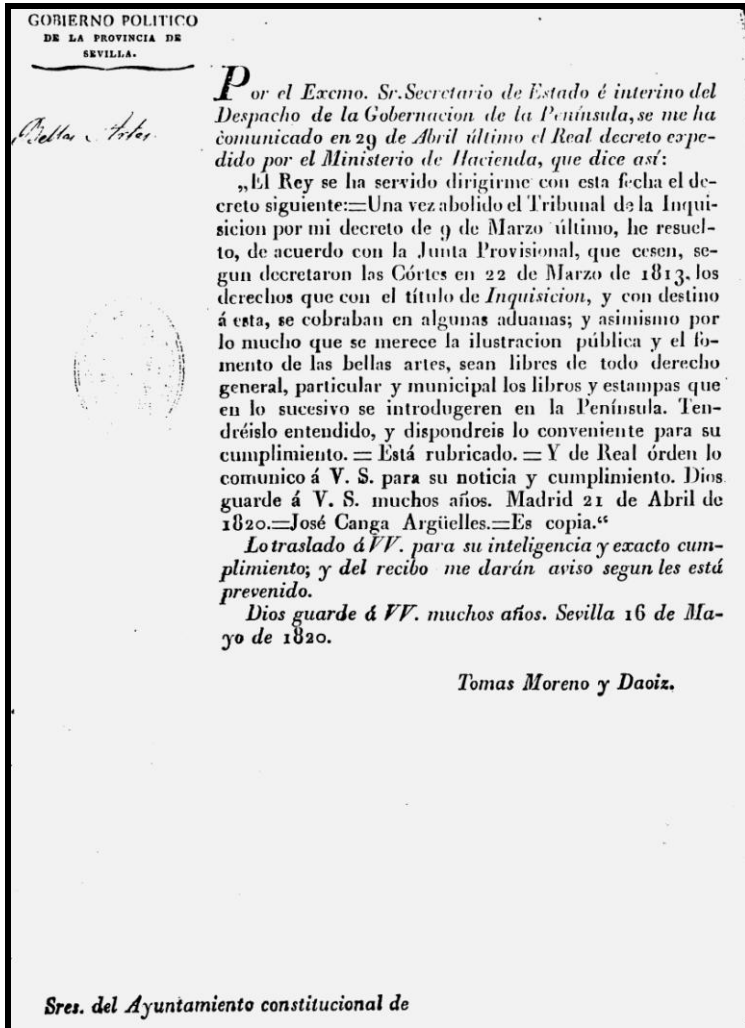 GOBIERNO POLITICO
DE LA PROVINCIA DE
SEVILLA.
Bellas Artes.
Por el Excmo. Sr. Secretario de Estado é interino del
Despacho de la Gobernacion de la Península, se me ha
comunicado en 29 de Abril último el Real decreto expe-
dido por el Ministerio de Hacienda, que dice así:
„El Rey se ha servido dirigirme con esta fecha el de-
creto siguiente:=Una vez abolido el Tribunal de la Inqui-
sicion por mi decreto de 9 de Marzo último, he resuel-
to, de acuerdo con la Junta Provisional, que cesen, se-
gun decretaron las Córtes en 22 de Marzo de 1813, los
derechos que con el título de Inquisicion, y con destino
á esta, se cobraban en algunas aduanas; y asimismo por
lo mucho que se merece la ilustracion pública y el fo-
mento de las bellas artes, sean libres de todo derecho
general, particular y municipal los libros y estampas que
en lo sucesivo se introdugeren en la Península. Ten-
dréislo entendido, y dispondreis lo conveniente para su
cumplimiento. = Está rubricado. = Y de Real órden lo
comunico á V. S. para su noticia y cumplimiento. Dios
guarde á V. S. muchos años. Madrid 21 de Abril de
1820.=José Canga Argüelles.=Es copia.“
Lo traslado á VV. para su inteligencia y exacto cum-
plimiento; y del recibo me darán aviso segun les está
prevenido.
Dios guarde á VV. muchos años. Sevilla 16 de Ma-
yo de 1820.
Tomas Moreno y Daoiz.
Sres. del Ayuntamiento constitucional de